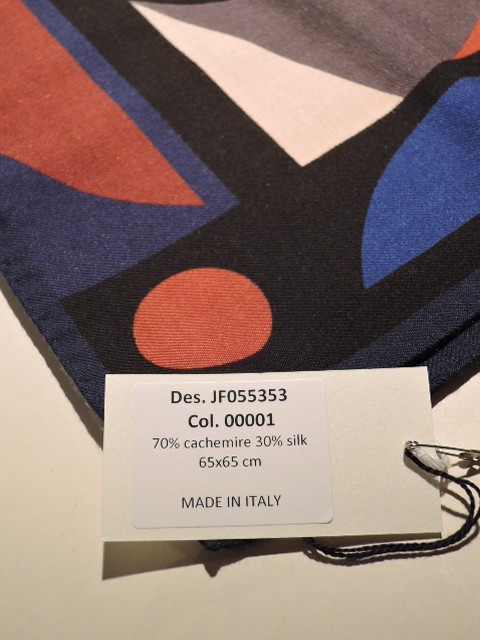 Des. JF055353
Col. 00001
70% cachemire 30% silk
65x65 cm
MADE IN ITALY